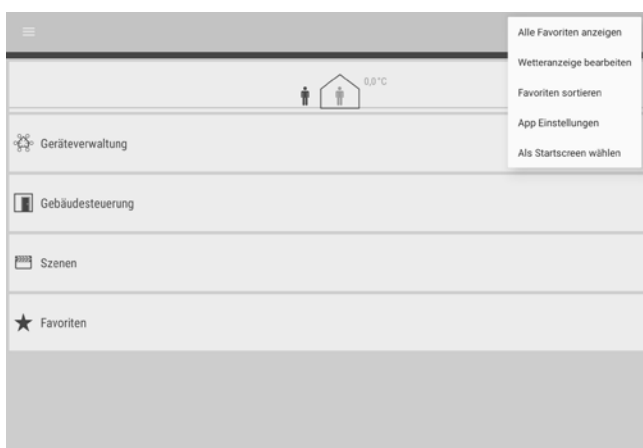 Alle Favoriten anzeigen
Wetteranzeige bearbeiten
0,0°C
Favoriten sortieren
App Einstellungen
Als Startscreen wählen
Geräteverwaltung
Gebäudesteuerung
Szenen
Favoriten